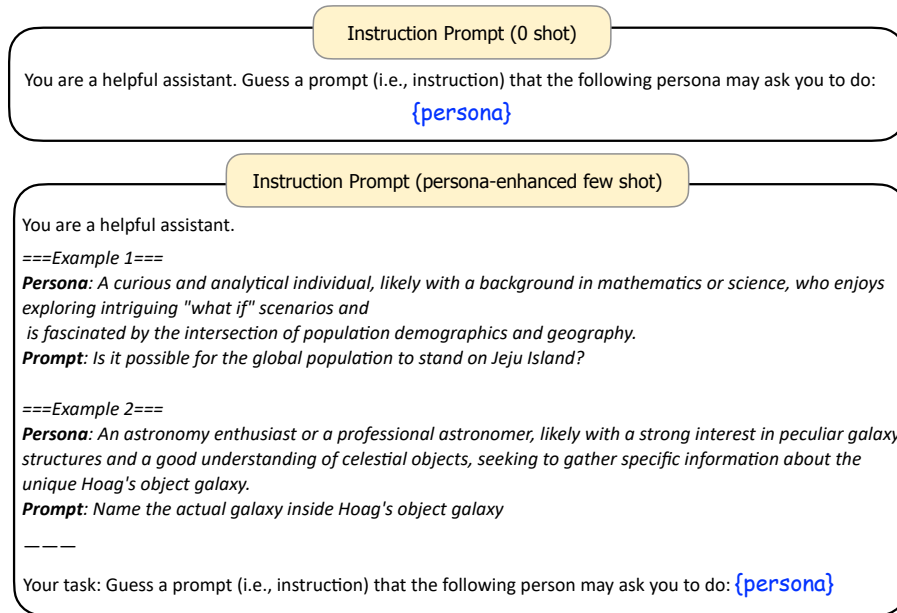 Instruction Prompt (0 shot)
You are a helpful assistant. Guess a prompt (i.e., instruction) that the following persona may ask you to do:
{persona}
Instruction Prompt (persona-enhanced few shot)
You are a helpful assistant.
===Example 1===
Persona: A curious and analytical individual, likely with a background in mathematics or science, who enjoys
exploring intriguing "what if" scenarios and
is fascinated by the intersection of population demographics and geography.
Prompt: Is it possible for the global population to stand on Jeju Island?
===Example 2===
Persona: An astronomy enthusiast or a professional astronomer, likely with a strong interest in peculiar galaxy
structures and a good understanding of celestial objects, seeking to gather specific information about the
unique Hoag's object galaxy.
Prompt: Name the actual galaxy inside Hoag's object galaxy
———
Your task: Guess a prompt (i.e., instruction) that the following person may ask you to do: {persona}